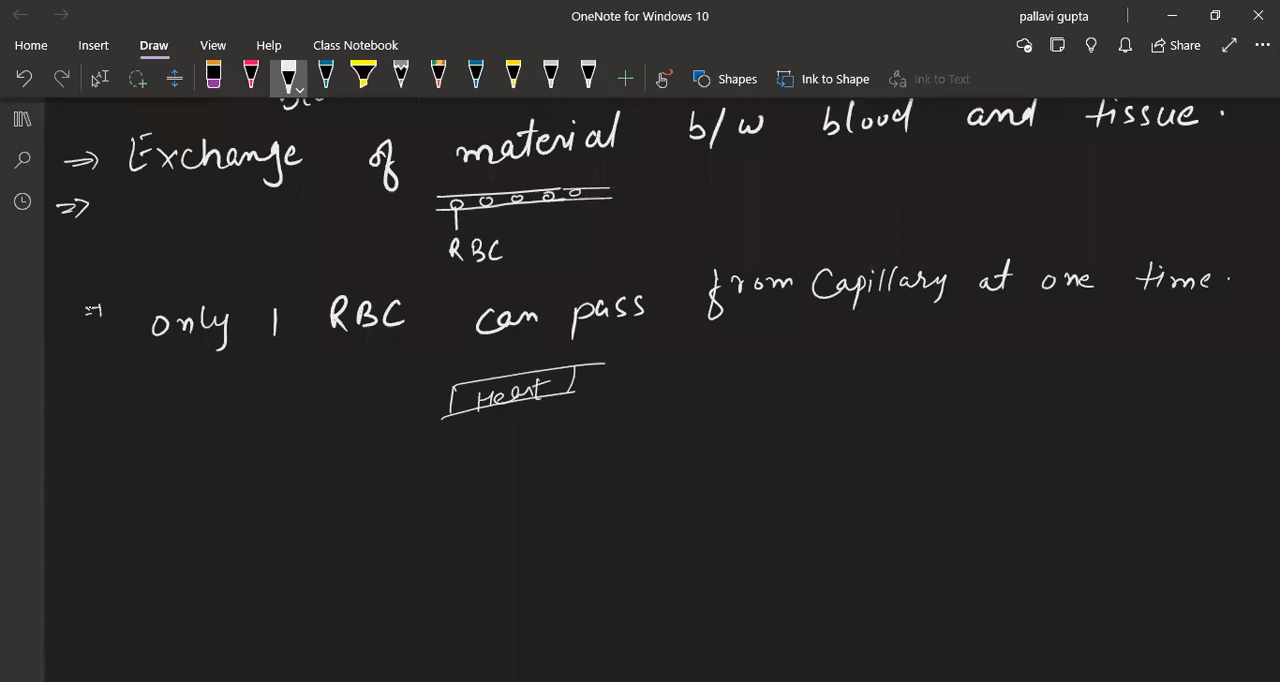 OneNote for Windows 10
pallavi gupta
Home Insert Draw View Help Class Notebook
Share
Shapes Ink to Shape Ink to Text
⇒ Exchange of material b/w blood and tissue.
⇒
RBC
⇒ only 1 RBC can pass from Capillary at one time.
Heart